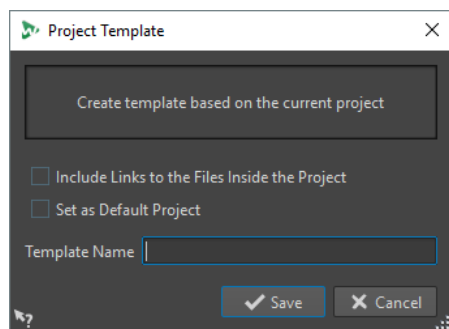 Project Template
Create template based on the current project
Include Links to the Files Inside the Project
Set as Default Project
Template Name
Save Cancel